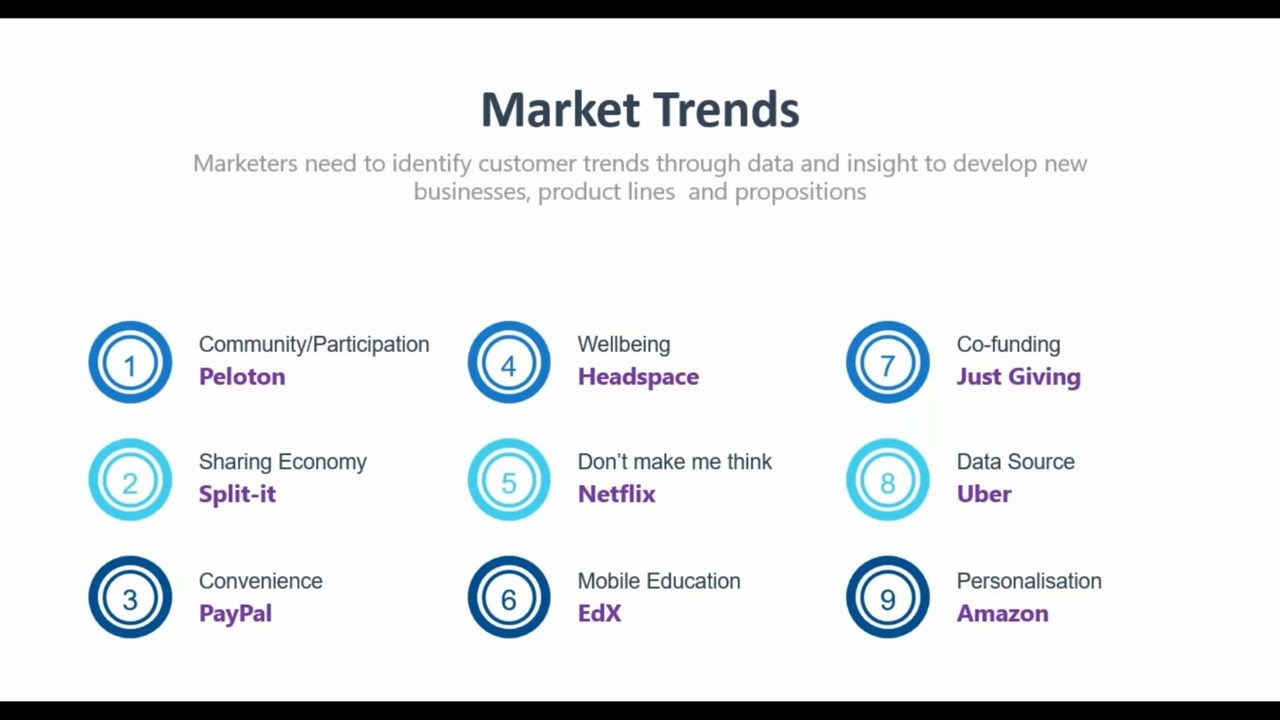 Market Trends
Marketers need to identify customer trends through data and insight to develop new
businesses, product lines  and propositions
1
Community/Participation
Peloton
2
Sharing Economy
Split-it
3
Convenience
PayPal
4
Wellbeing
Headspace
5
Don’t make me think
Netflix
6
Mobile Education
EdX
7
Co-funding
Just Giving
8
Data Source
Uber
9
Personalisation
Amazon